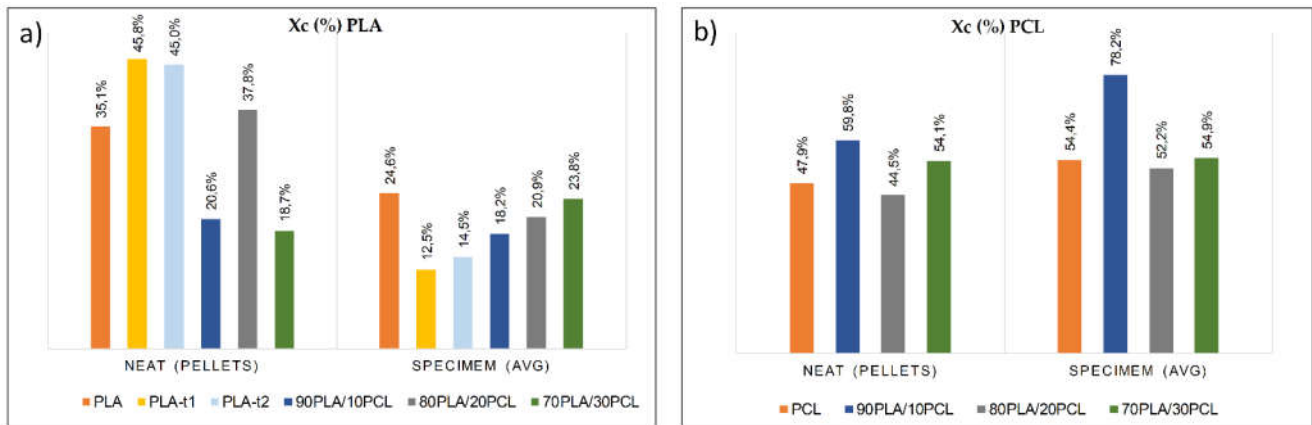 a)
Xc (%) PLA
35,1%
45,8%
45,0%
20,6%
37,8%
18,7%
24,6%
12,5%
14,5%
18,2%
20,9%
23,8%
NEAT (PELLETS)
SPECIMEM (AVG)
PLA PLA-t1 PLA-t2 90PLA/10PCL 80PLA/20PCL 70PLA/30PCL
b)
Xc (%) PCL
47,9%
59,8%
44,5%
54,1%
54,4%
78,2%
52,2%
54,9%
NEAT (PELLETS)
SPECIMEM (AVG)
PCL 90PLA/10PCL 80PLA/20PCL 70PLA/30PCL